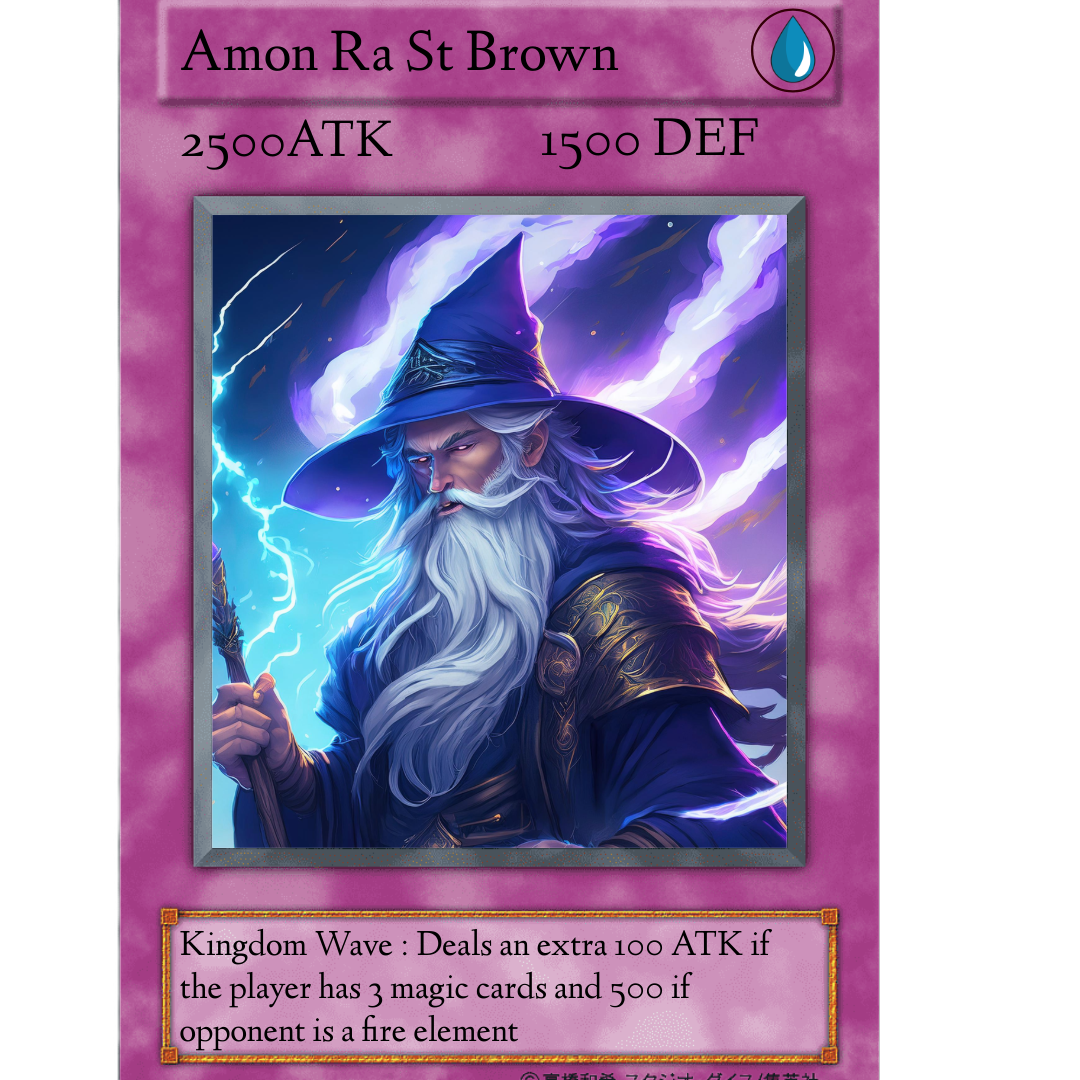 Amon Ra St Brown
2500ATK 1500 DEF
Kingdom Wave : Deals an extra 100 ATK if
the player has 3 magic cards and 500 if
opponent is a fire element